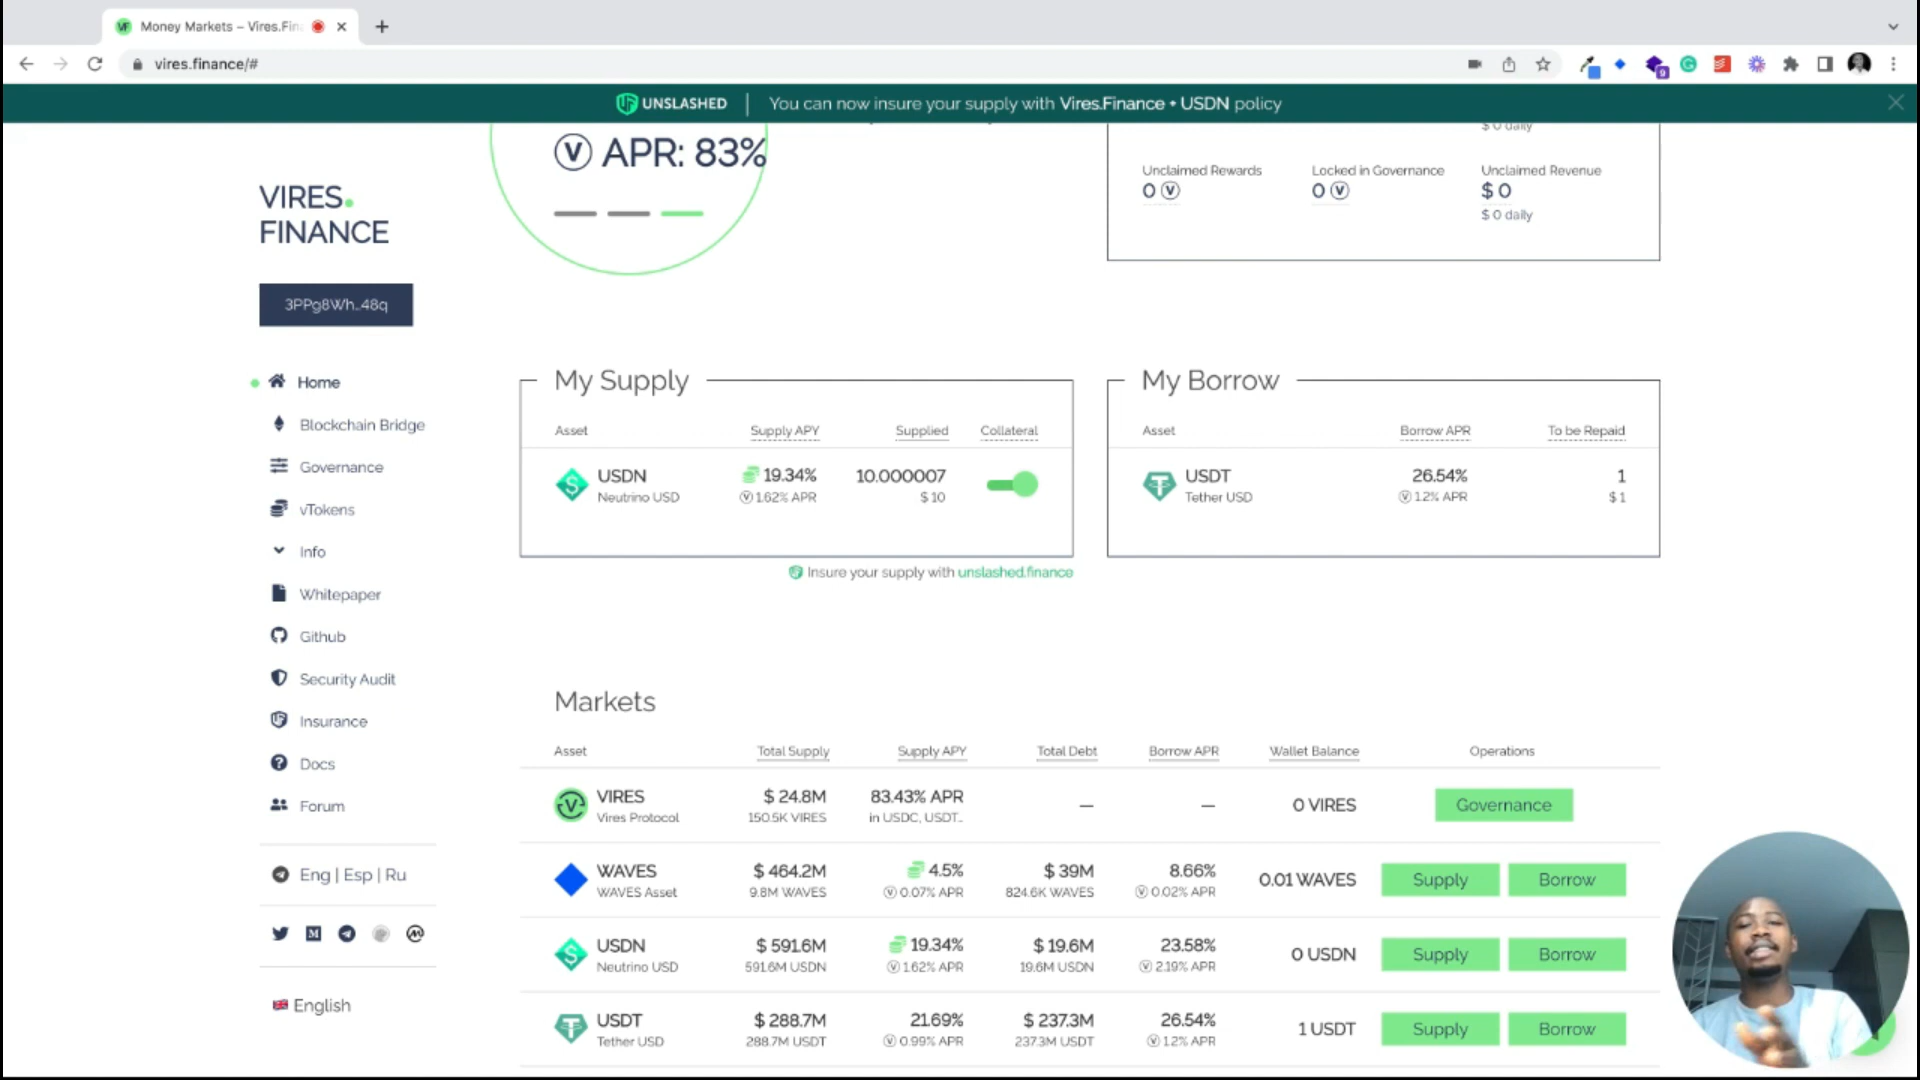 Money Markets – Vires.Fin
vires.finance/#
UNSLASHED | You can now insure your supply with Vires.Finance + USDN policy
APR: 83%
$ 0 daily
Unclaimed Rewards Locked in Governance Unclaimed Revenue
0 0 $ 0
$ 0 daily
VIRES.
FINANCE
3PPg8Wh...48q
Home
Blockchain Bridge
Governance
vTokens
Info
Whitepaper
Github
Security Audit
Insurance
Docs
Forum
Eng | Esp | Ru
English
My Supply
Asset Supply APY Supplied Collateral
USDN 19.34% 10.000007
Neutrino USD 1.62% APR $ 10
Insure your supply with unslashed.finance
My Borrow
Asset Borrow APR To be Repaid
USDT 26.54% 1
Tether USD 1.2% APR $ 1
Markets
Asset Total Supply Supply APY Total Debt Borrow APR Wallet Balance Operations
VIRES $ 24.8M 83.43% APR — — 0 VIRES Governance
Vires Protocol 150.5K VIRES in USDC, USDT...
WAVES $ 464.2M 4.5% $ 39M 8.66% 0.01 WAVES Supply Borrow
WAVES Asset 9.8M WAVES 0.07% APR 824.6K WAVES 0.02% APR
USDN $ 591.6M 19.34% $ 19.6M 23.58% 0 USDN Supply Borrow
Neutrino USD 591.6M USDN 1.62% APR 19.6M USDN 2.19% APR
USDT $ 288.7M 21.69% $ 237.3M 26.54% 1 USDT Supply Borrow
Tether USD 288.7M USDT 0.99% APR 237.3M USDT 1.2% APR